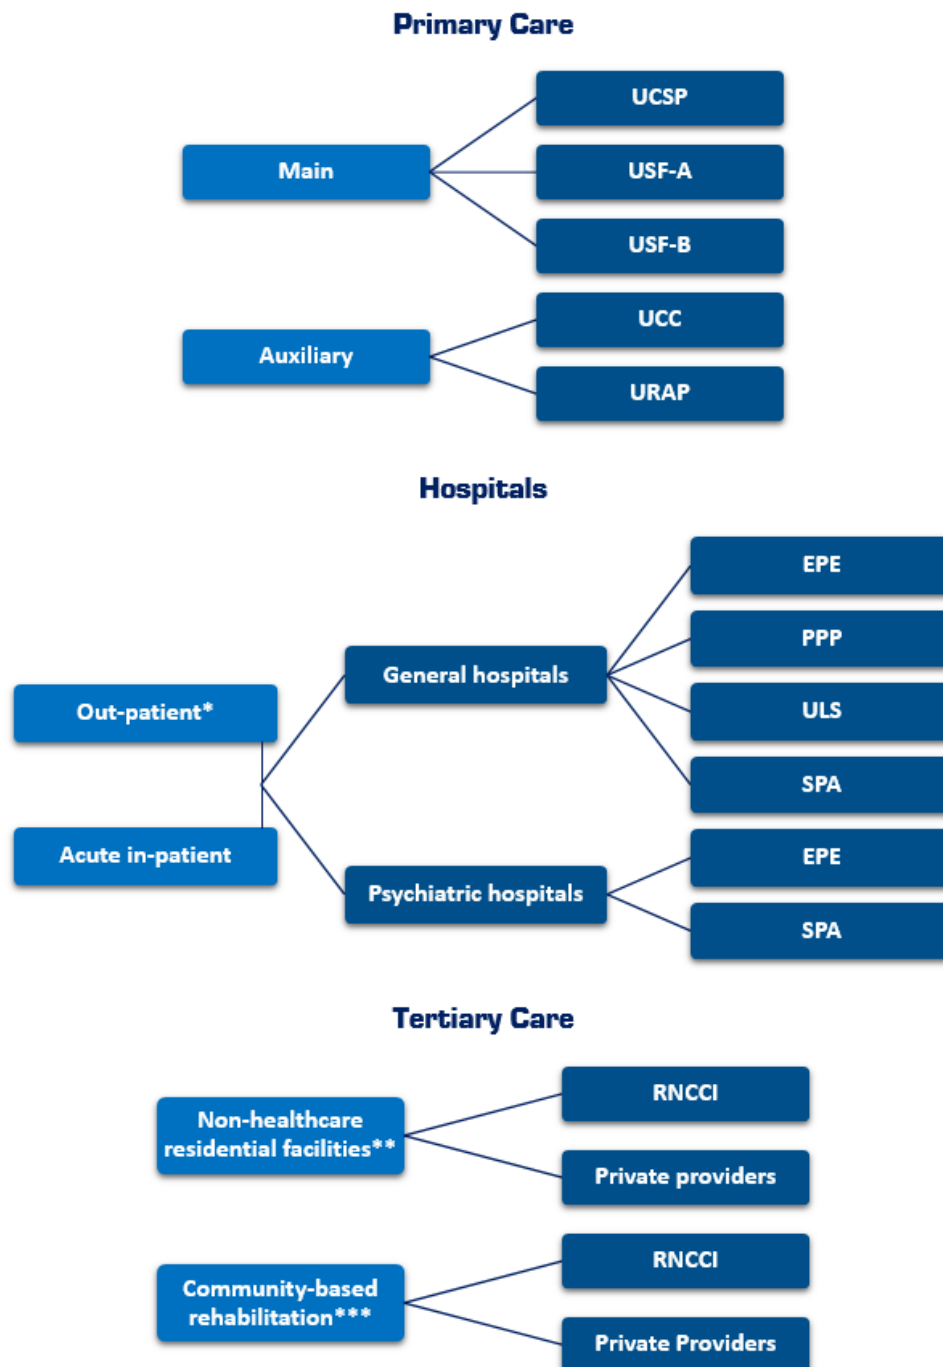 Primary Care
Main
UCSP
USF-A
USF-B
Auxiliary
UCC
URAP
Hospitals
Out-patient*
Acute in-patient
General hospitals
EPE
PPP
ULS
SPA
Psychiatric hospitals
EPE
SPA
Tertiary Care
Non-healthcare
residential facilities**
RNCCI
Private providers
Community-based
rehabilitation***
RNCCI
Private Providers